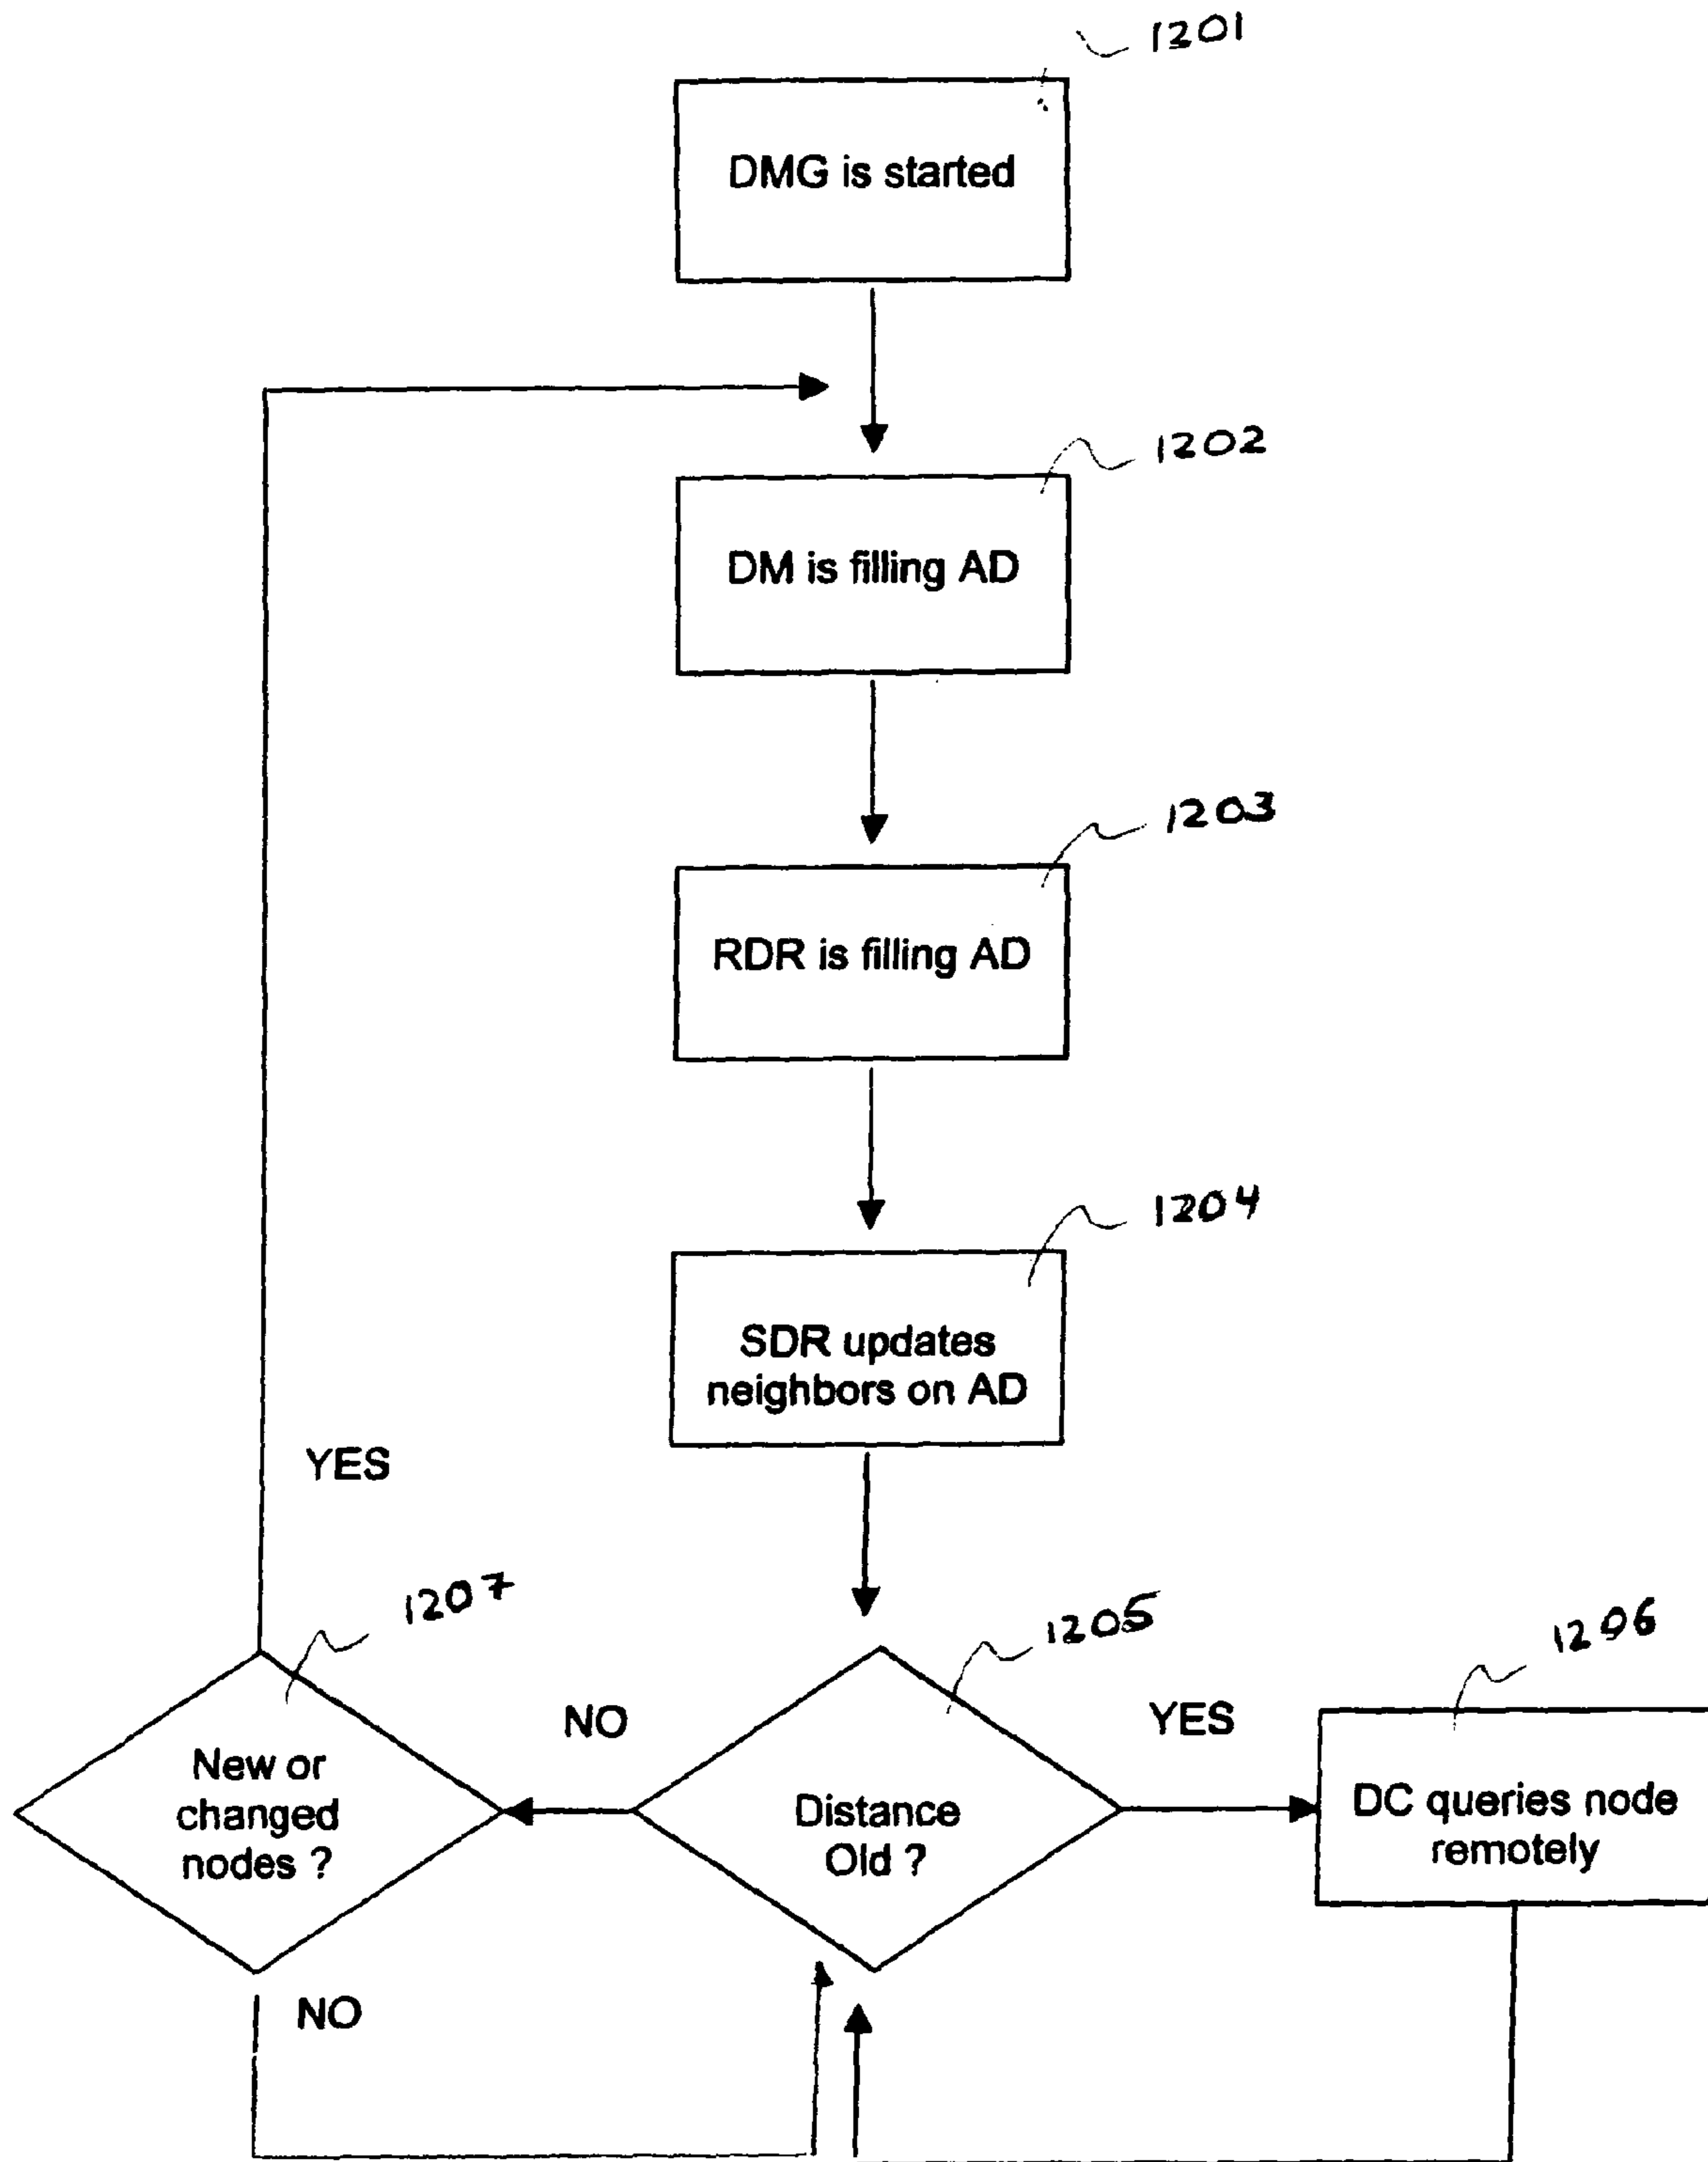 1201
DMG is started
1202
DM is filling AD
1203
RDR is filling AD
1204
SDR updates
neighbors on AD
YES
1207
1205
1206
NO
YES
New or
changed
nodes ?
Distance
Old ?
DC queries node
remotely
NO